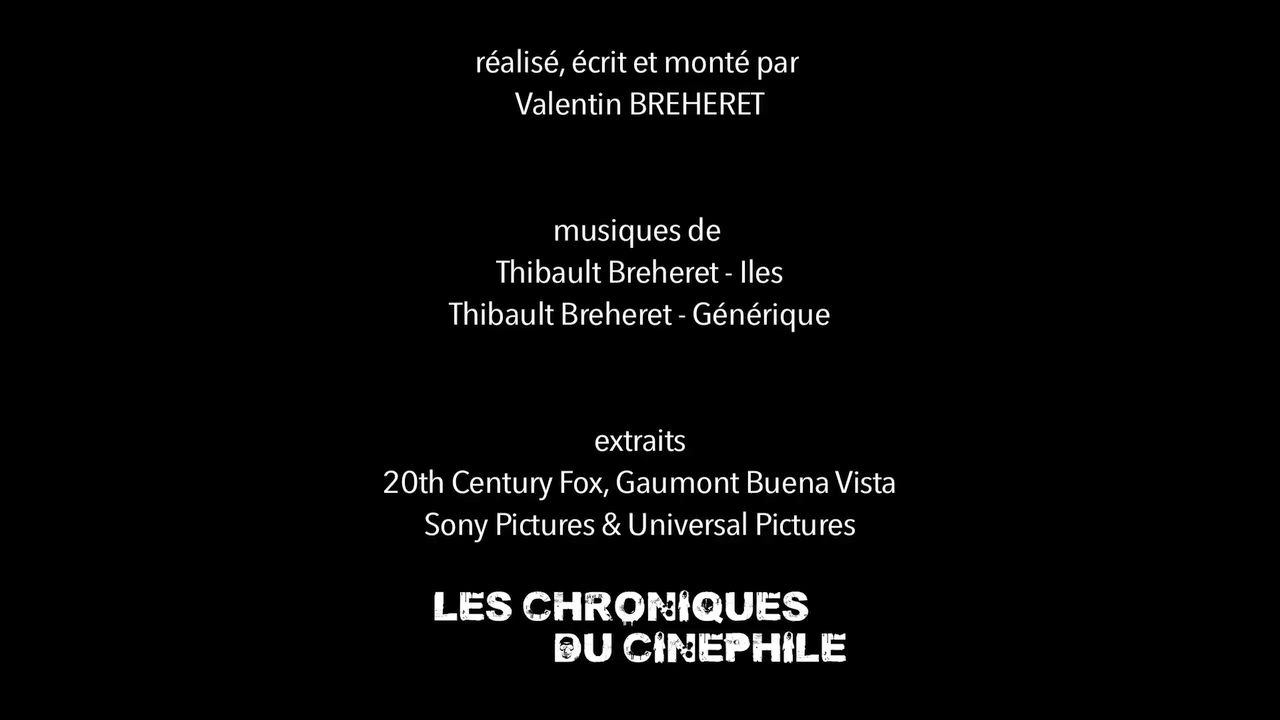 réalisé, écrit et monté par
Valentin BREHERET
musiques de
Thibault Breheret - Iles
Thibault Breheret - Générique
extraits
20th Century Fox, Gaumont Buena Vista
Sony Pictures & Universal Pictures
LES CHRONIQUES
DU CINEPHILE